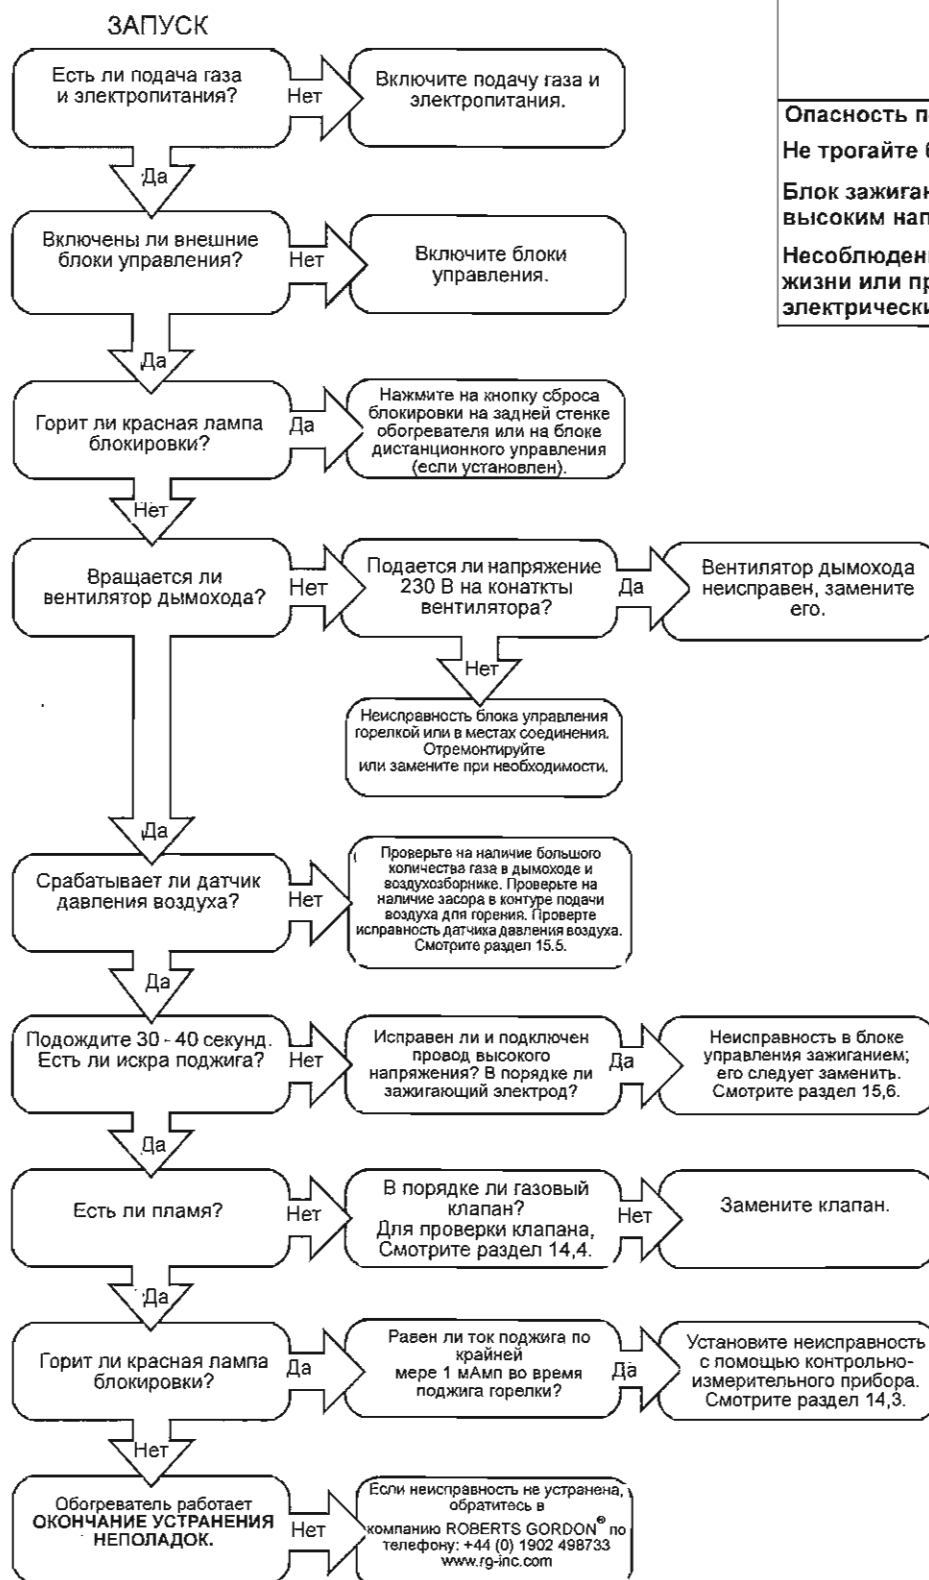 ЗАПУСК
Есть ли подача газа
и электропитания?
Нет
Включите подачу газа и
электропитания.
Да
Опасность п
Не трогайте
Блок зажиган
высоким нап
Несоблюден
жизни или пр
электрически
Включены ли внешние
блоки управления?
Нет
Включите блоки
управления.
Да
Горит ли красная лампа
блокировки?
Да
Нажмите на кнопку сброса
блокировки на задней стенке
обогревателя или на блоке
дистанционного управления
(если установлен).
Нет
Вращается ли
вентилятор дымохода?
Нет
Подается ли напряжение
230 В на конаткты
вентилятора?
Да
Вентилятор дымохода
неисправен, замените
его.
Нет
Неисправность блока управления
горелкой или в местах соединения.
Отремонтируйте
или замените при необходимости.
Да
Срабатывает ли датчик
давления воздуха?
Нет
Проверьте на наличие большого
количества газа в дымоходе и
воздухозборнике. Проверьте на
наличие засора в контуре подачи
воздуха для горения. Проверте
исправность датчика давления воздуха.
Смотрите раздел 15.5.
Да
Подождите 30 - 40 секунд.
Есть ли искра поджига?
Нет
Исправен ли и подключен
провод высокого
напряжения? В порядке ли
зажигающий электрод?
Да
Неисправность в блоке
управления зажиганием;
его следует заменить.
Смотрите раздел 15,6.
Да
Есть ли пламя?
Нет
В порядке ли газовый
клапан?
Для проверки клапана,
Смотрите раздел 14,4.
Нет
Замените клапан.
Да
Горит ли красная лампа
блокировки?
Да
Равен ли ток поджига по
крайней
мере 1 мАмп во время
поджига горелки?
Да
Установите неисправность
с помощью контрольно-
измерительного прибора.
Смотрите раздел 14,3.
Нет
Обогреватель работает
ОКОНЧАНИЕ УСТРАНЕНИЯ
НЕПОЛАДОК.
Нет
Если неисправность не устранена,
обратитесь в
компанию ROBERTS GORDON® по
телефону: +44 (0) 1902 498733
www.rg-inc.com